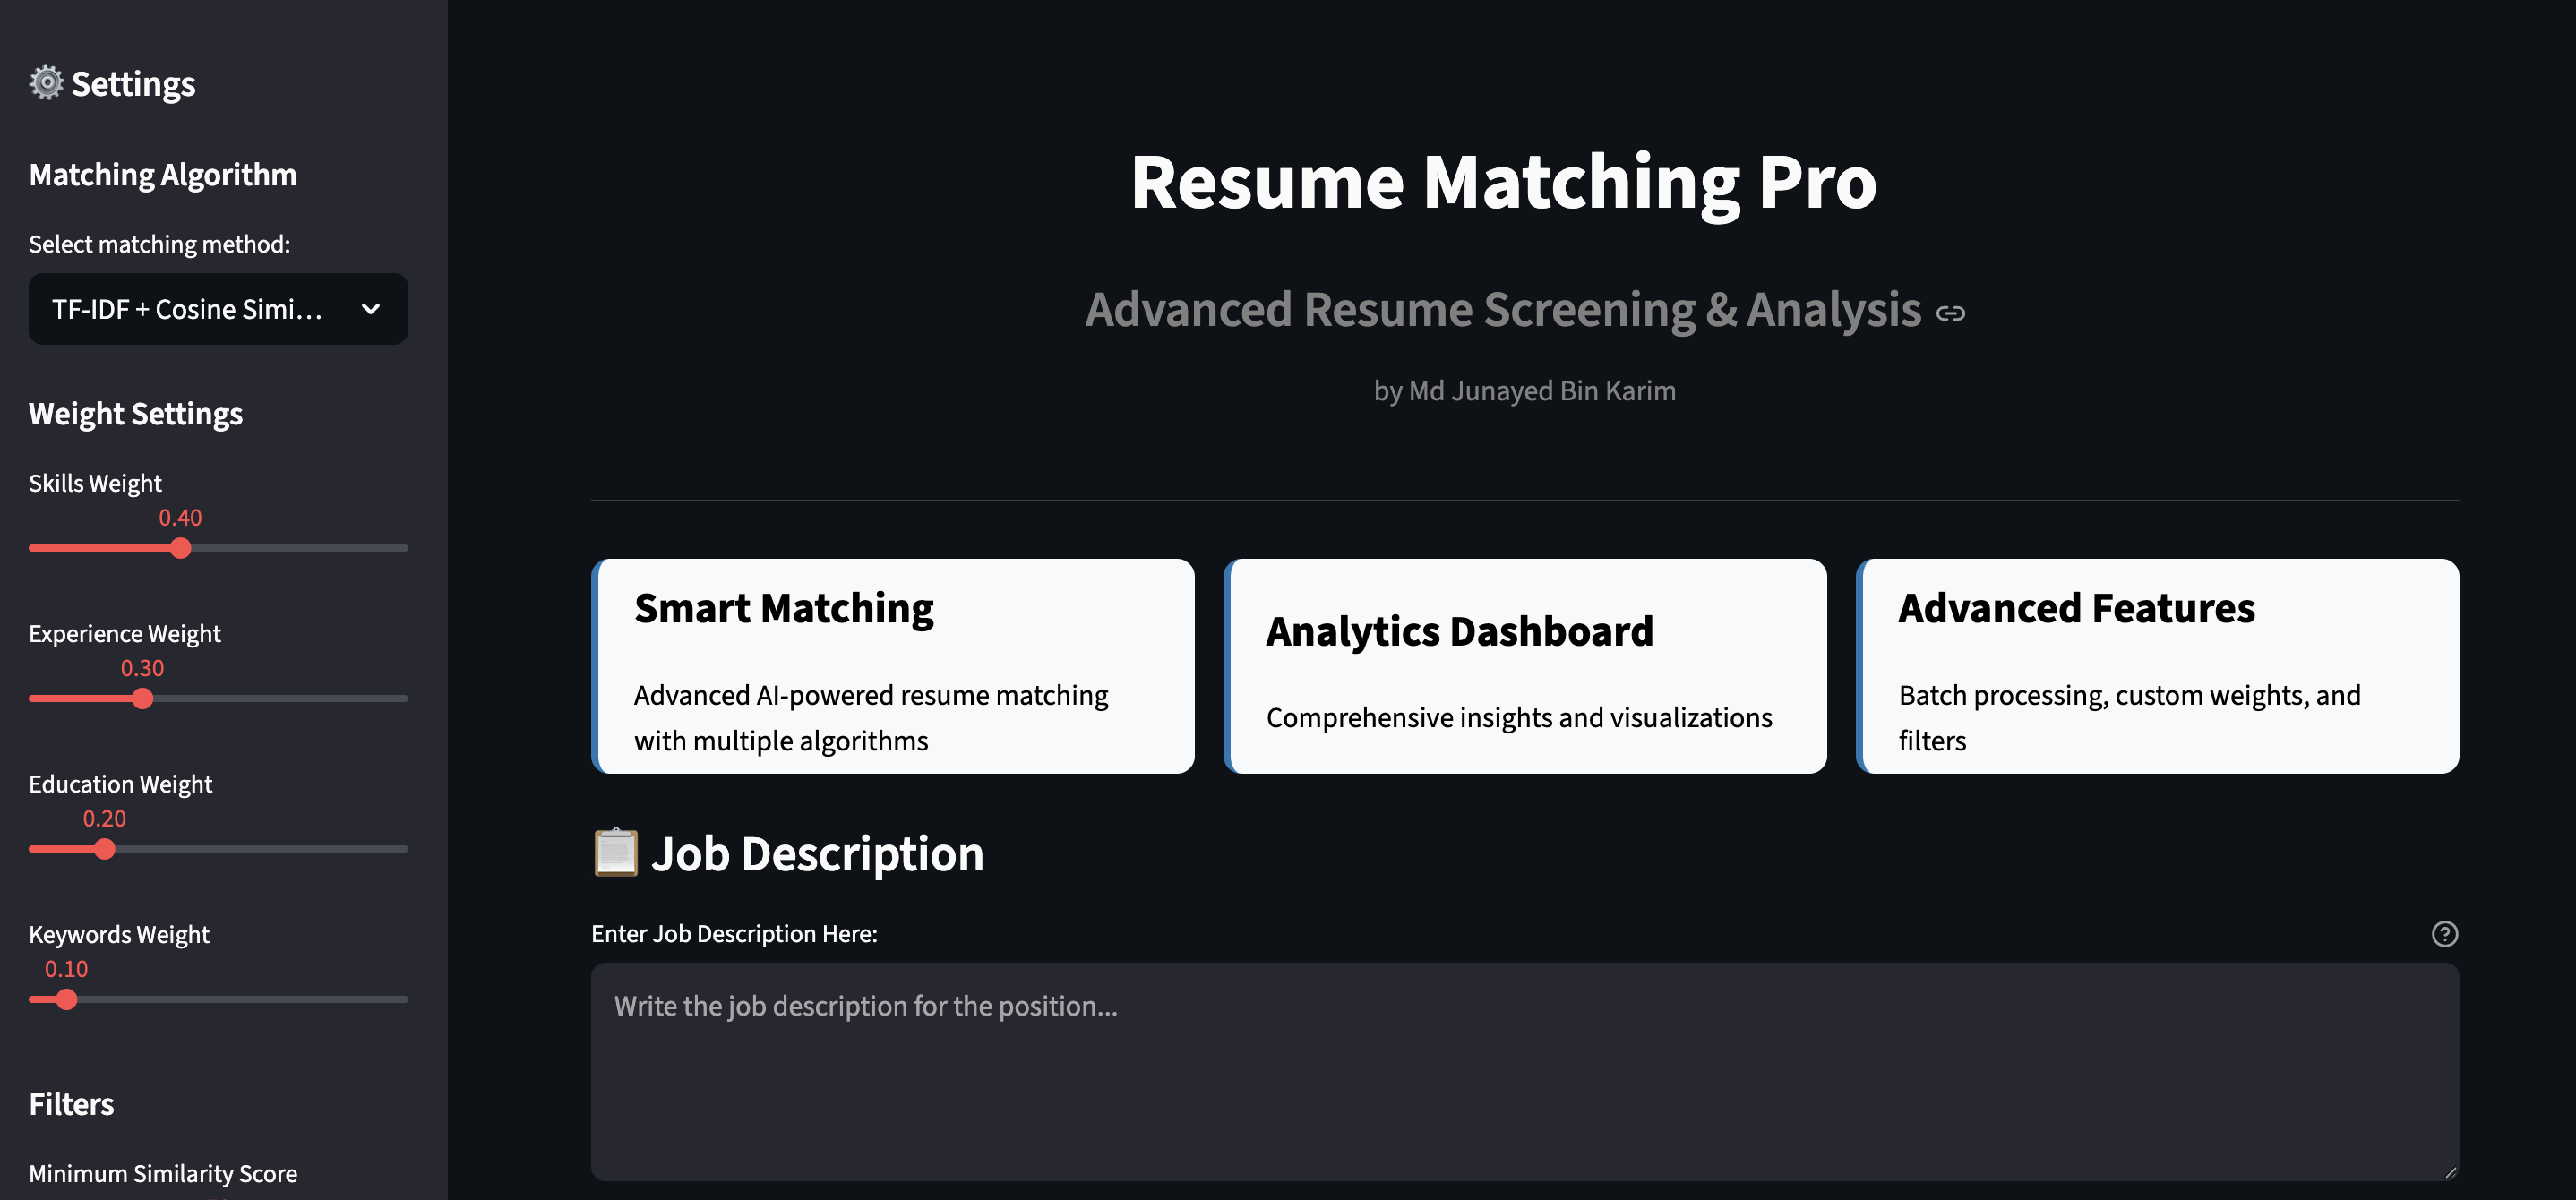 Settings
Matching Algorithm
Select matching method:
TF-IDF + Cosine Simi...
Weight Settings
Skills Weight
0.40
Experience Weight
0.30
Education Weight
0.20
Keywords Weight
0.10
Filters
Minimum Similarity Score
Resume Matching Pro
Advanced Resume Screening & Analysis
by Md Junayed Bin Karim
Smart Matching
Advanced AI-powered resume matching
with multiple algorithms
Analytics Dashboard
Comprehensive insights and visualizations
Advanced Features
Batch processing, custom weights, and
filters
Job Description
Enter Job Description Here:
Write the job description for the position...